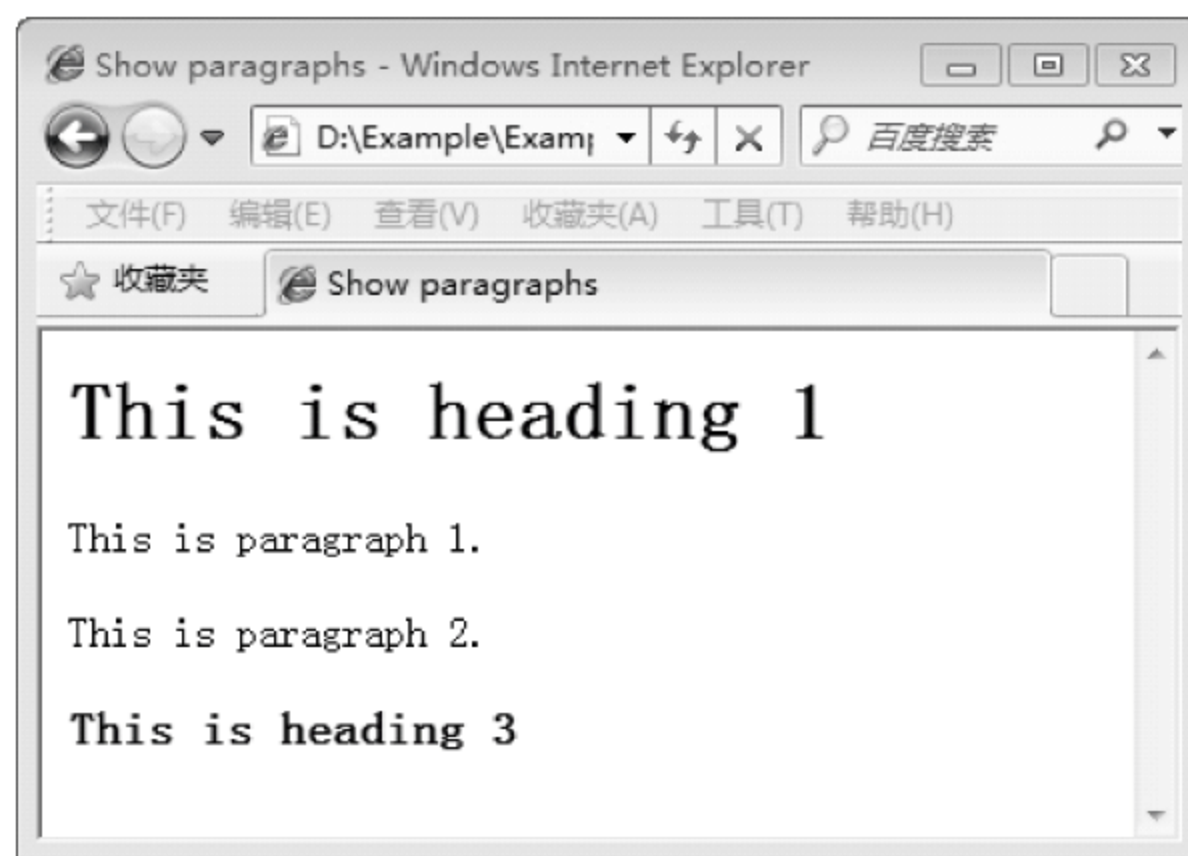 Show paragraphs - Windows Internet Explorer
D:\Example\Examp 百度搜索
文件(F) 编辑(E) 查看(V) 收藏夹(A) 工具(T) 帮助(H)
收藏夹 Show paragraphs
This is heading 1
This is paragraph 1.
This is paragraph 2.
This is heading 3